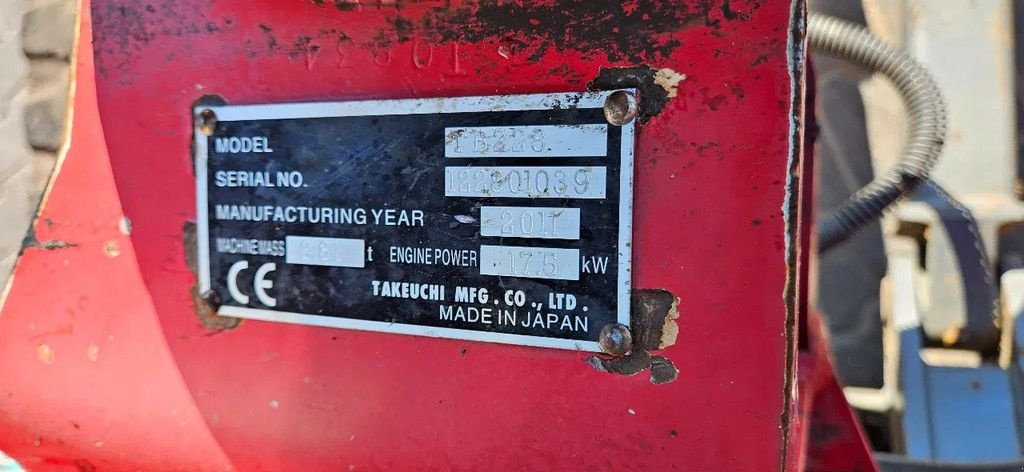 MODEL TB228
SERIAL NO. 122801089
MANUFACTURING YEAR 2011
MACHINE MASS t ENGINE POWER 17.5 kW
CE
TAKEUCHI MFG. CO., LTD.
MADE IN JAPAN